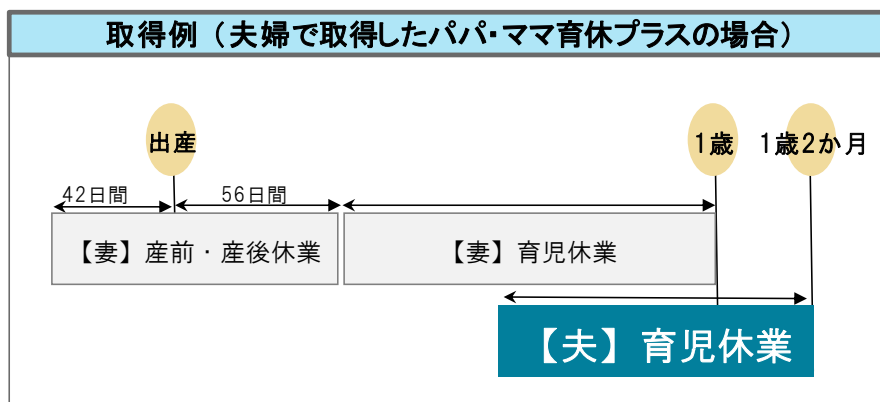 取得例（夫婦で取得したパパ・ママ育休プラスの場合）
出産
1歳
1歳2か月
42日間
56日間
【妻】産前・産後休業
【妻】育児休業
【夫】育児休業